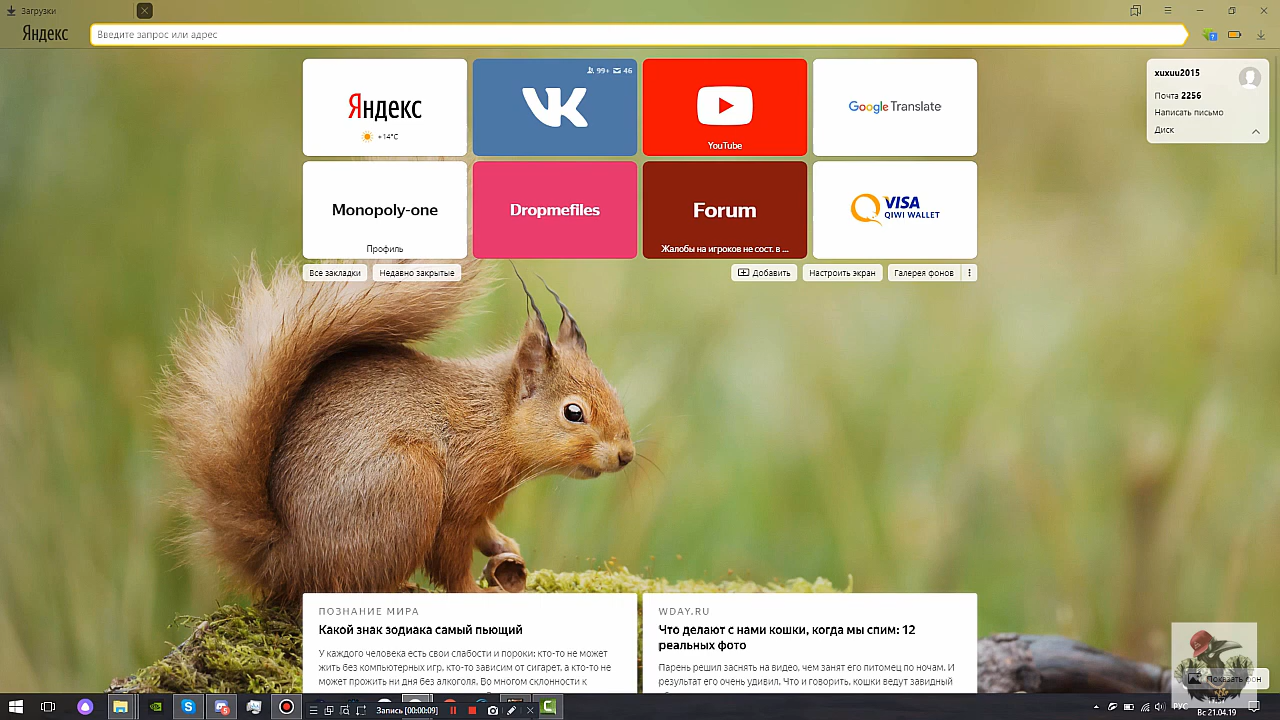 Загрузки
Яндекс
Введите запрос или адрес
Яндекс
+14°C
99+ 46
YouTube
Google Translate
xuxuu2015
Почта 2256
Написать письмо
Диск
Monopoly-one
Профиль
Dropmefiles
Forum
Жалобы на игроков не сост. в ...
VISA
QIWI WALLET
Все закладки
Недавно закрытые
Добавить
Настроить экран
Галерея фонов
ПОЗНАНИЕ МИРА
Какой знак зодиака самый пьющий
У каждого человека есть свои слабости и пороки: кто-то не может
жить без компьютерных игр, кто-то зависим от сигарет, а кто-то не
может прожить ни дня без алкоголя. Во многом склонности к
WDAY.RU
Что делают с нами кошки, когда мы спим: 12
реальных фото
Парень решил заснять на видео, чем занят его питомец по ночам. И
результат его очень удивил. Что и говорить, кошки ведут завидный
Показать фон
Запись [00:00:09]
РУС
Вс 21.04.19